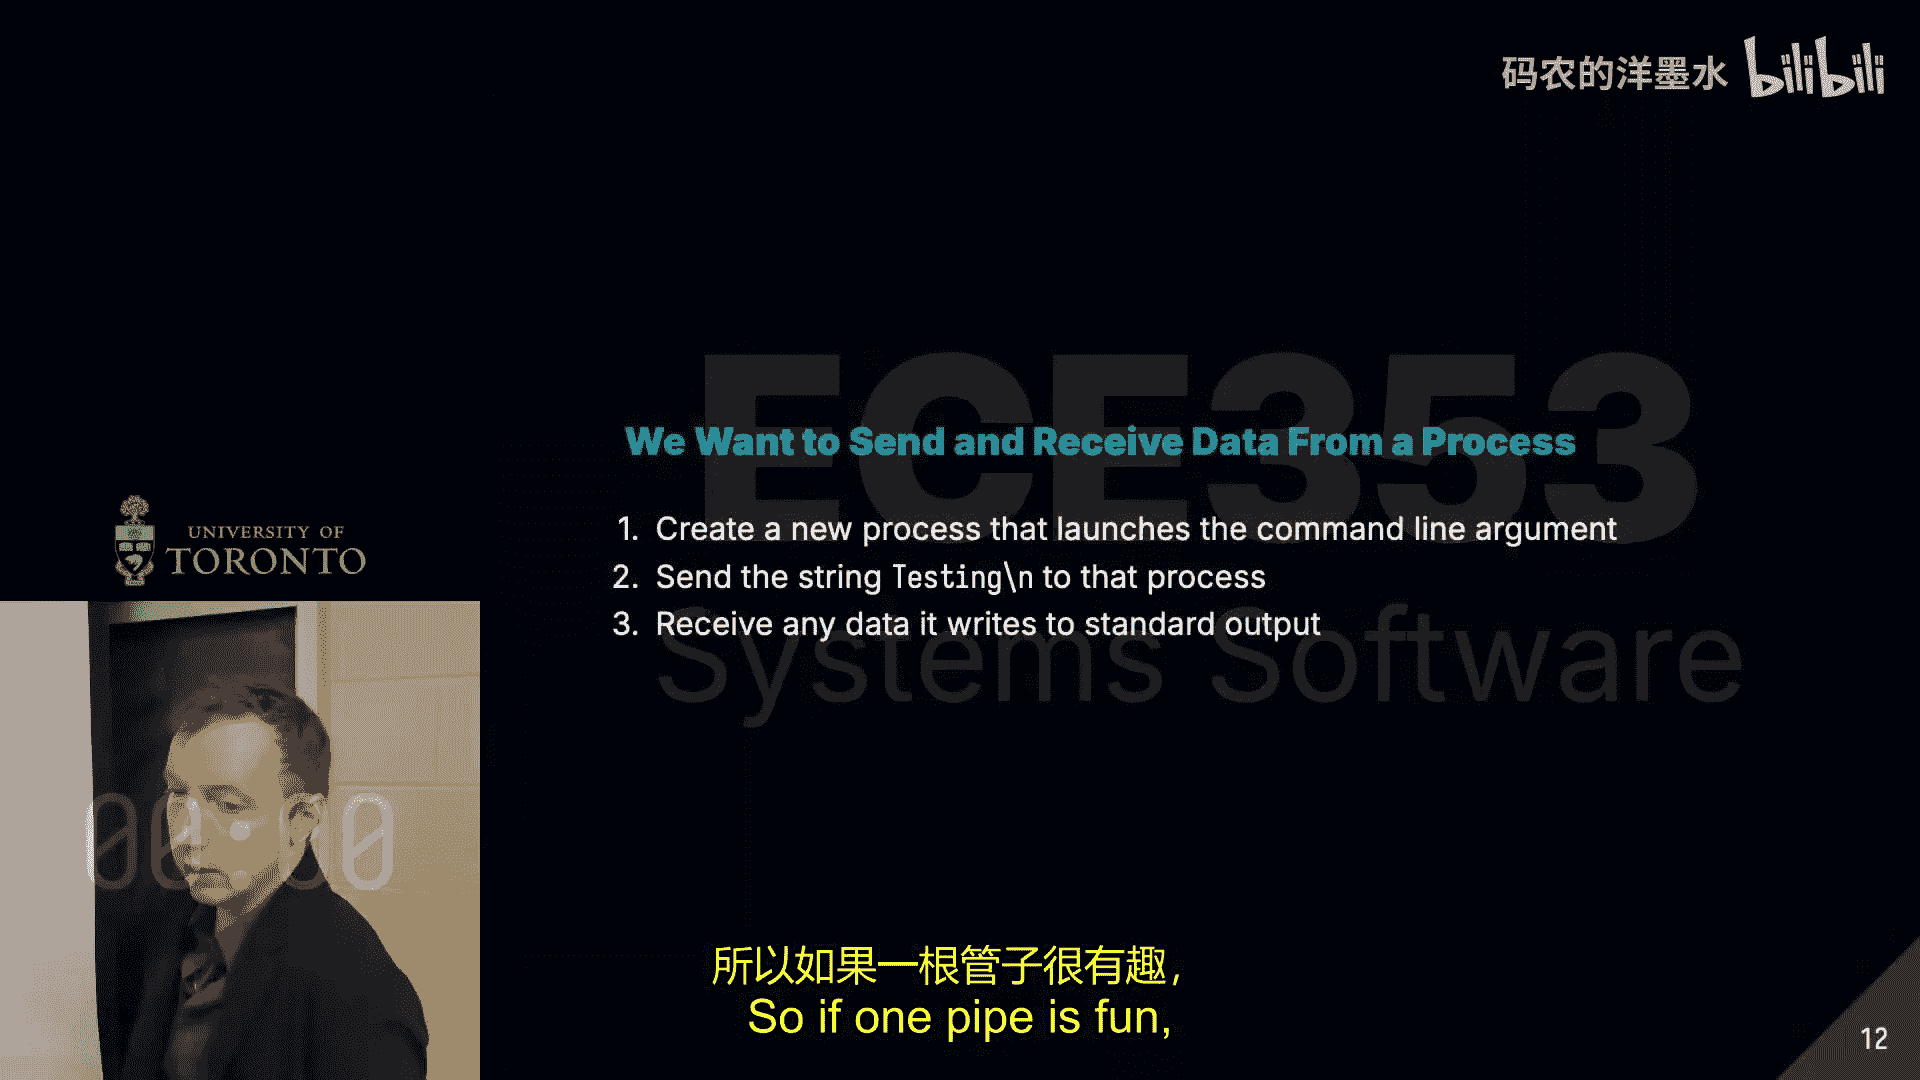 码农的洋墨水 bilibili
ECE353
We Want to Send and Receive Data From a Process
1. Create a new process that launches the command line argument
2. Send the string Testing\n to that process
3. Receive any data it writes to standard output
Systems Software
UNIVERSITY OF
TORONTO
00:00
所以如果一根管子很有趣,
So if one pipe is fun,
12